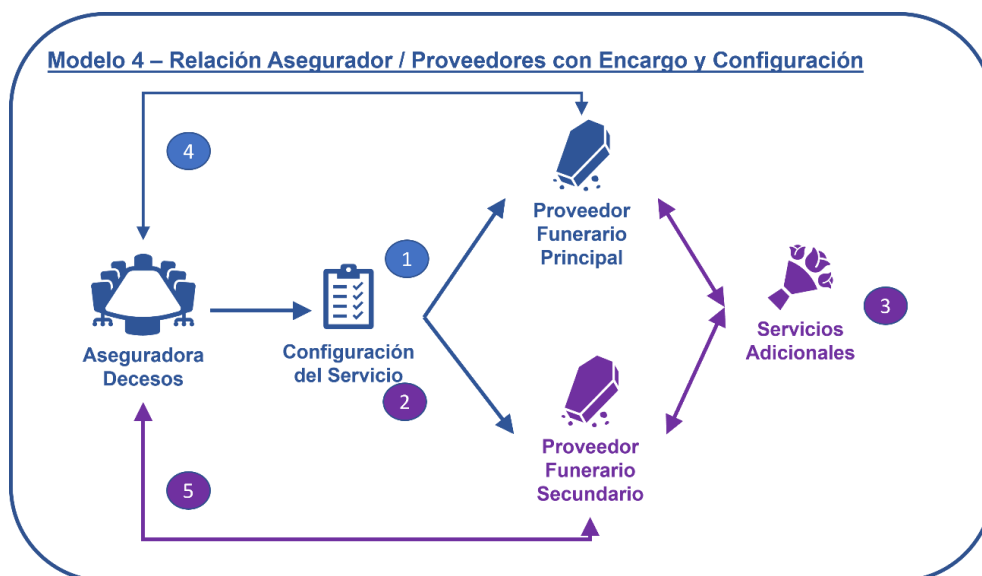 Modelo 4 – Relación Asegurador / Proveedores con Encargo y Configuración
4
Proveedor
Funerario
Principal
1
3
Servicios
Adicionales
Aseguradora
Decesos
Configuración
del Servicio
2
Proveedor
Funerario
Secundario
5